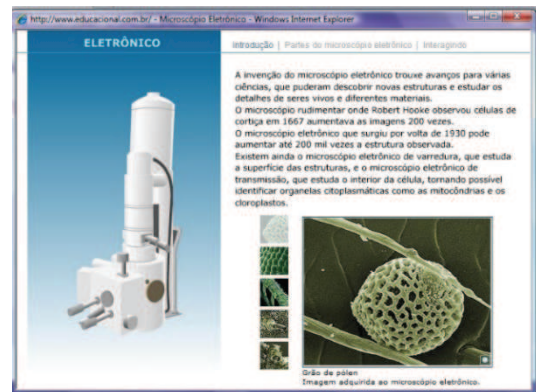 http://www.educacional.com.br/ - Microscópio Eletrônico - Windows Internet Explorer
ELETRÔNICO
Introdução | Partes do microscópio eletrônico | Interagindo
A invenção do microscópio eletrônico trouxe avanços para várias
ciências, que puderam descobrir novas estruturas e estudar os
detalhes de seres vivos e diferentes materiais.
O microscópio rudimentar onde Robert Hooke observou células de
cortiça em 1667 aumentava as imagens 200 vezes.
O microscópio eletrônico que surgiu por volta de 1930 pode
aumentar até 200 mil vezes a estrutura observada.
Existem ainda o microscópio eletrônico de varredura, que estuda
a superfície das estruturas, e o microscópio eletrônico de
transmissão, que estuda o interior da célula, tornando possível
identificar organelas citoplasmáticas como as mitocôndrias e os
cloroplastos.
Grão de pólen
Imagem adquirida ao microscópio eletrônico.